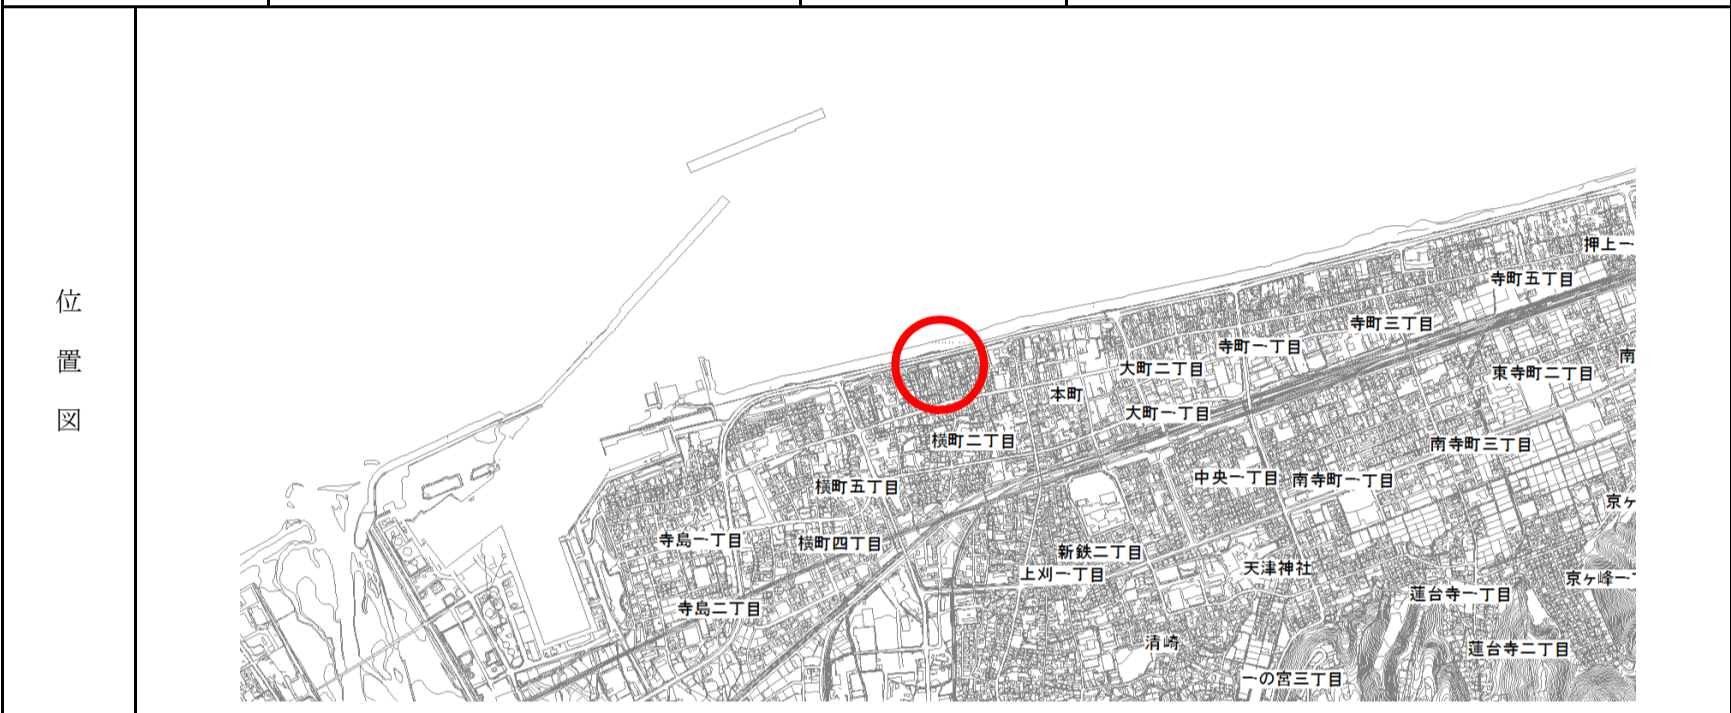 位
置
図
押上一
寺町五丁目
寺町三丁目
寺町一丁目
大町二丁目
南
東寺町二丁目
本町
大町一丁目
横町二丁目
南寺町三丁目
中央一丁目
南寺町一丁目
横町五丁目
京ヶ
寺島一丁目
横町四丁目
新鉄二丁目
上刈一丁目
天津神社
京ヶ峰一丁
蓮台寺一丁目
寺島二丁目
清崎
蓮台寺二丁目
一の宮三丁目